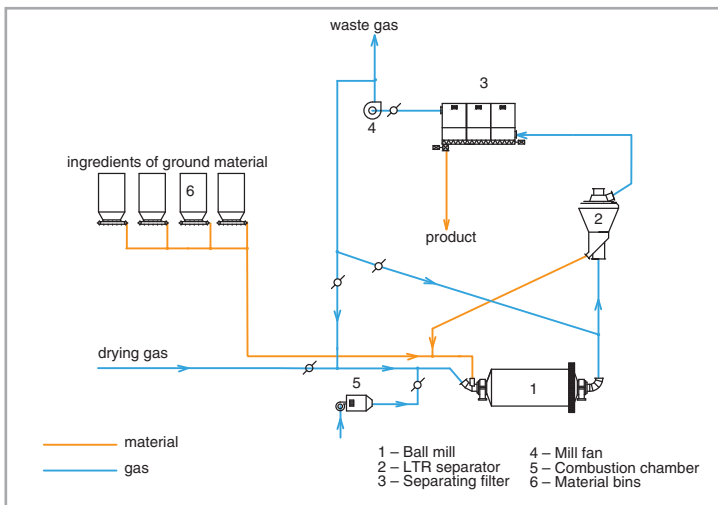 waste gas
3
4
ingredients of ground material
6
2
product
drying gas
5
1
material
gas
1 – Ball mill
2 – LTR separator
3 – Separating filter
4 – Mill fan
5 – Combustion chamber
6 – Material bins